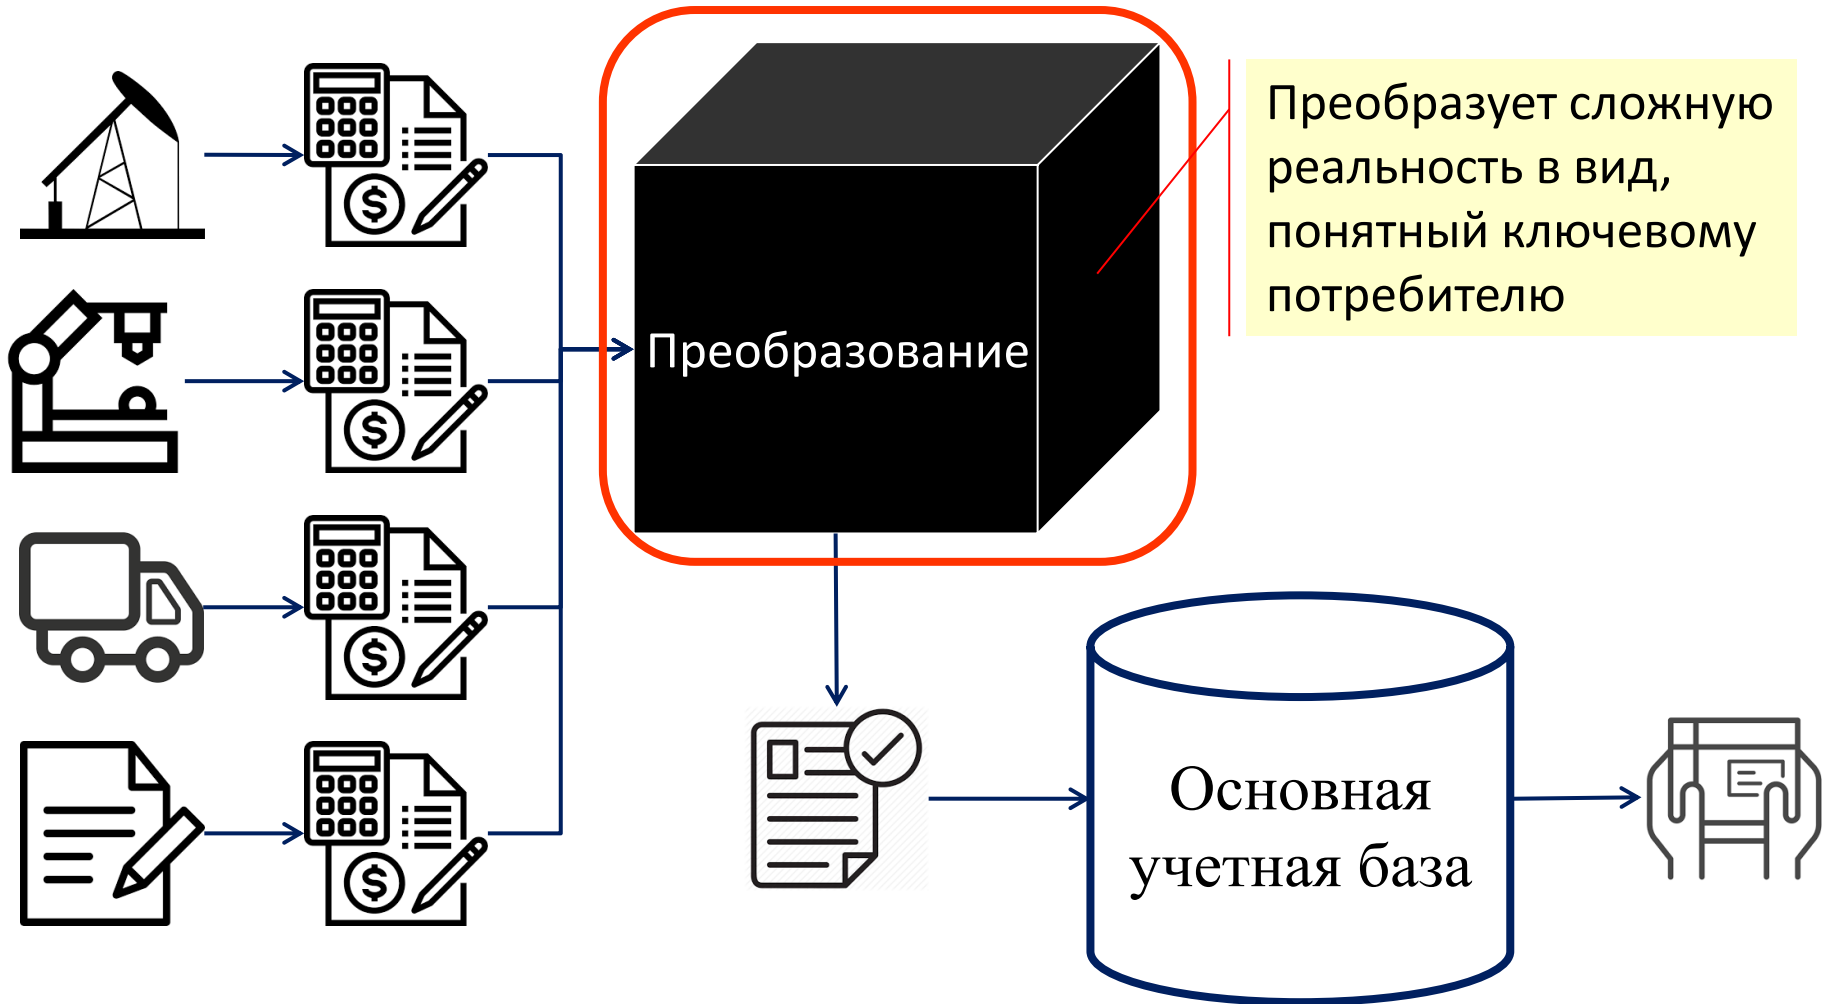 Преобразует сложную
реальность в вид,
понятный ключевому
потребителю
Преобразование
$
$
$
$
Основная
учетная база